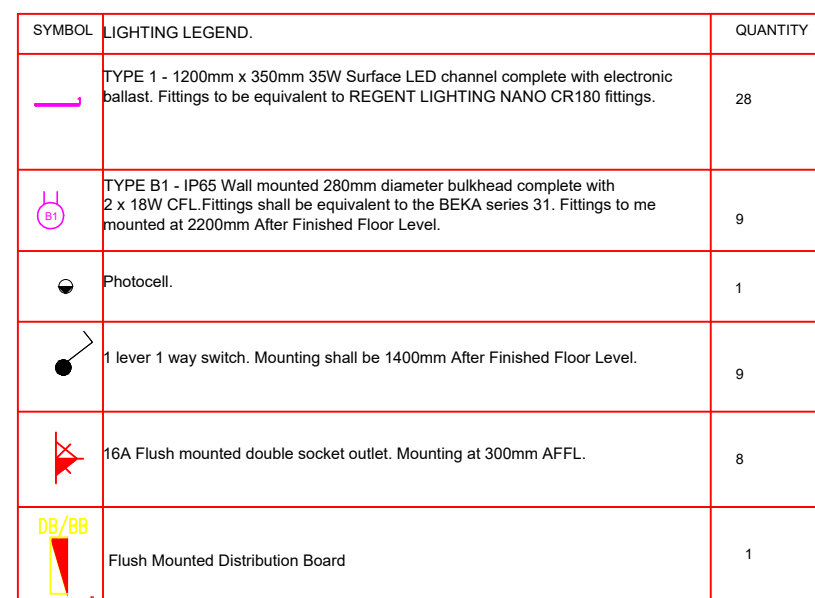 SYMBOL LIGHTING LEGEND. QUANTITY
TYPE 1 - 1200mm x 350mm 35W Surface LED channel complete with electronic
ballast. Fittings to be equivalent to REGENT LIGHTING NANO CR180 fittings.
28
TYPE B1 - IP65 Wall mounted 280mm diameter bulkhead complete with
2 x 18W CFL.Fittings shall be equivalent to the BEKA series 31. Fittings to me
mounted at 2200mm After Finished Floor Level.
B1
9
Photocell.
1
1 lever 1 way switch. Mounting shall be 1400mm After Finished Floor Level.
9
16A Flush mounted double socket outlet. Mounting at 300mm AFFL.
8
DB/BB
Flush Mounted Distribution Board
1